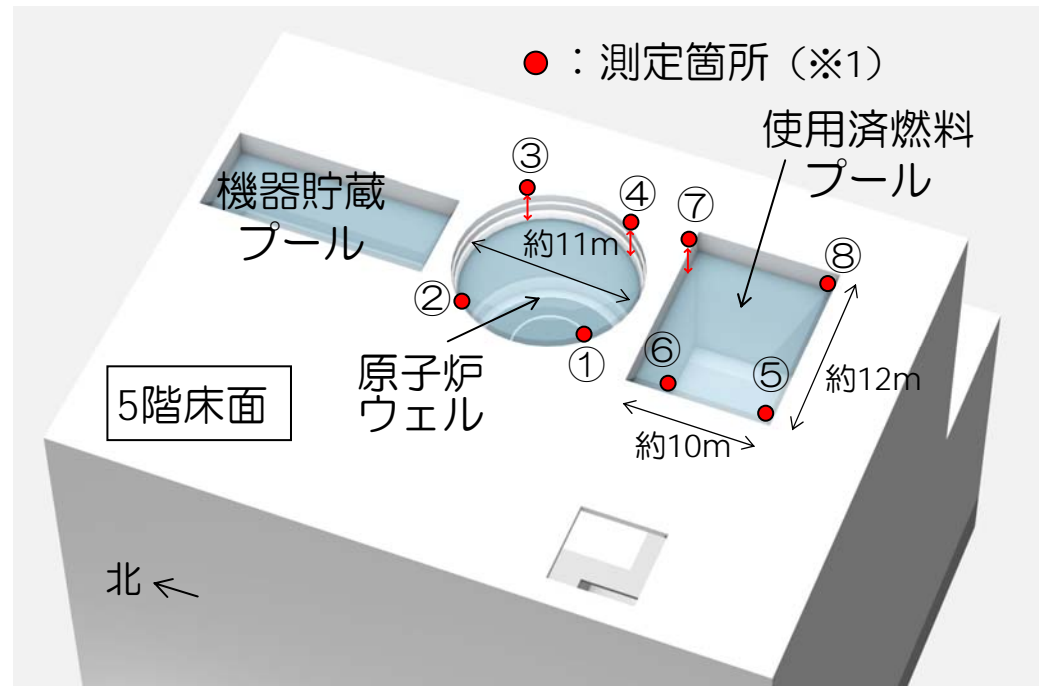 ●：測定箇所（※1）
使用済燃料
プール
機器貯蔵
プール
③
④
⑦
⑧
約11m
②
①
原子炉
ウェル
⑥
⑤
約12m
約10m
5階床面
北